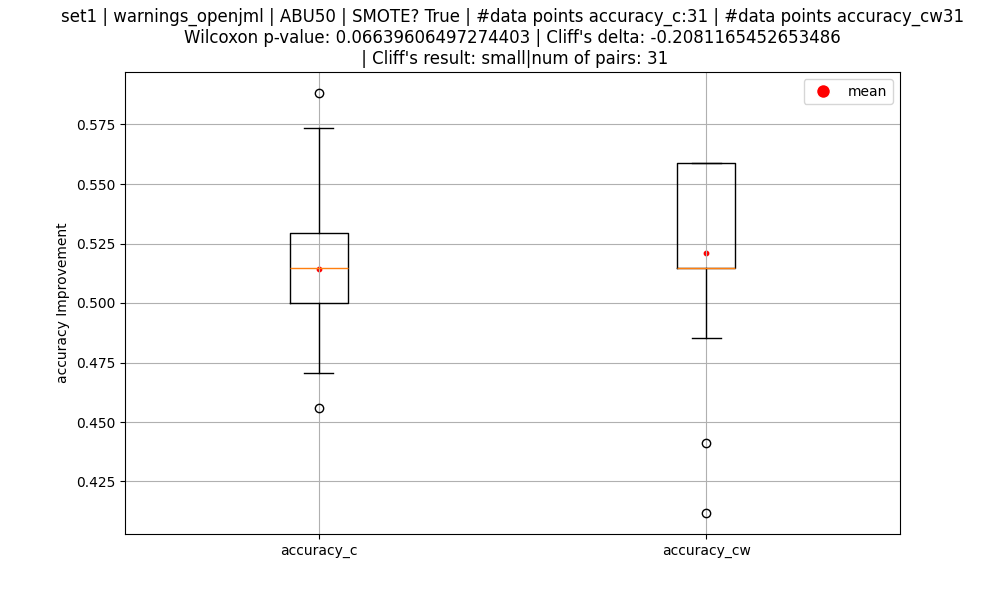 set1 | warnings_openjml | ABU50 | SMOTE? True | #data points accuracy_c:31 | #data points accuracy_cw31
Wilcoxon p-value: 0.06639606497274403 | Cliff's delta: -0.2081165452653486
| Cliff's result: small|num of pairs: 31
mean
0.575
0.550
0.525
0.500
0.475
0.450
0.425
accuracy Improvement
accuracy_c
accuracy_cw